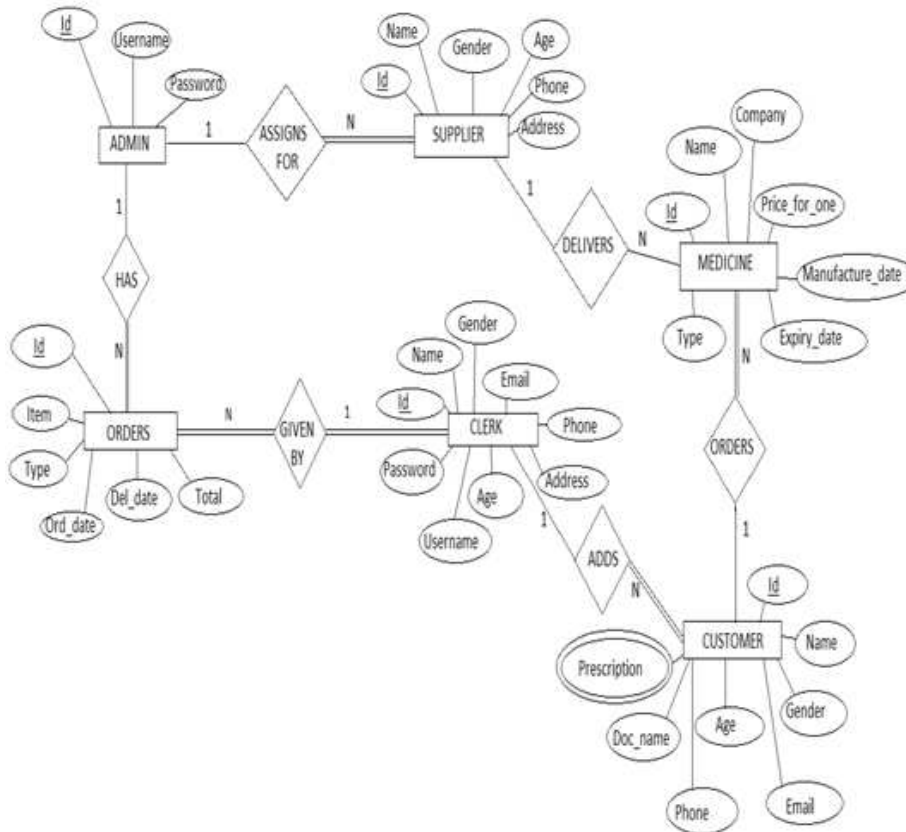 Id
Username
Password
ADMIN
1
ASSIGNS
FOR
N
Name
Gender
Age
Id
Phone
Address
SUPPLIER
1
DELIVERS
N
Company
Name
Price_for_one
Id
MEDICINE
Manufacture_date
Type
Expiry_date
1
HAS
N
Id
Item
ORDERS
Type
Ord_date
Del_date
Total
N
GIVEN
BY
1
Gender
Name
Email
Id
CLERK
Phone
Password
Age
Address
Username
1
ADDS
N
N
ORDERS
1
Id
CUSTOMER
Name
Prescription
Gender
Doc_name
Age
Phone
Email